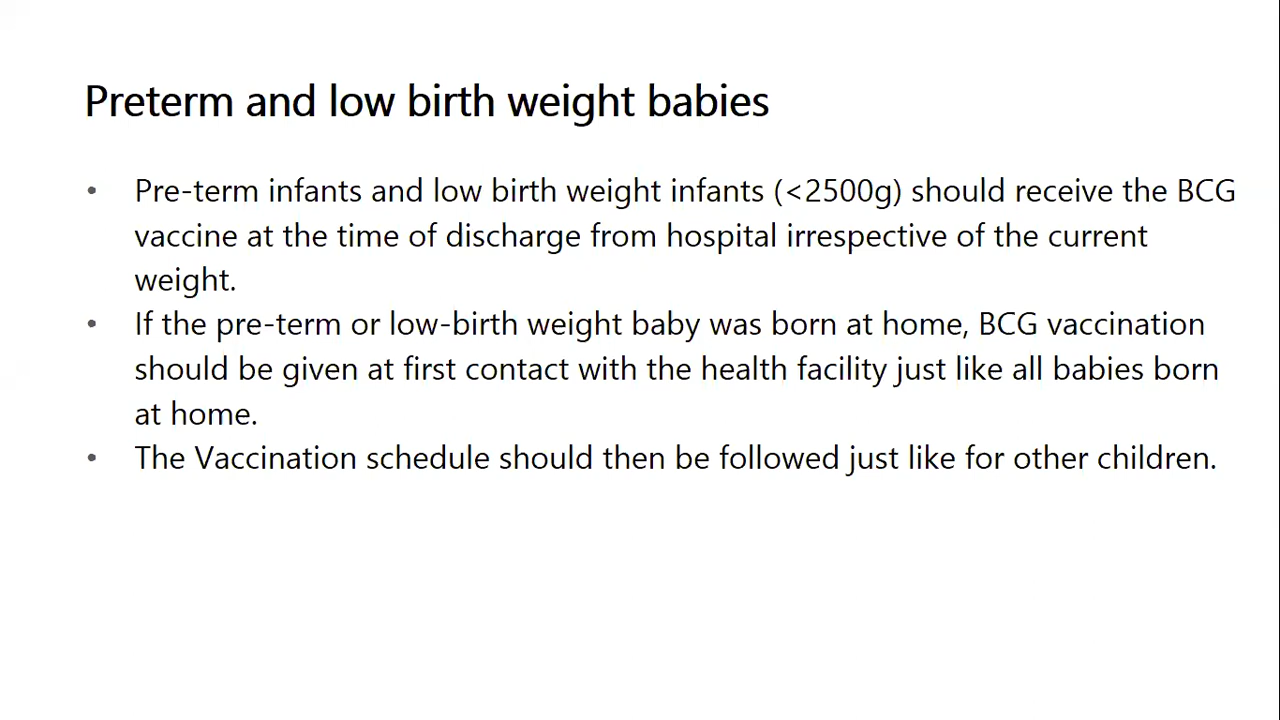 Preterm and low birth weight babies
• Pre-term infants and low birth weight infants (<2500g) should receive the BCG
vaccine at the time of discharge from hospital irrespective of the current
weight.
• If the pre-term or low-birth weight baby was born at home, BCG vaccination
should be given at first contact with the health facility just like all babies born
at home.
• The Vaccination schedule should then be followed just like for other children.